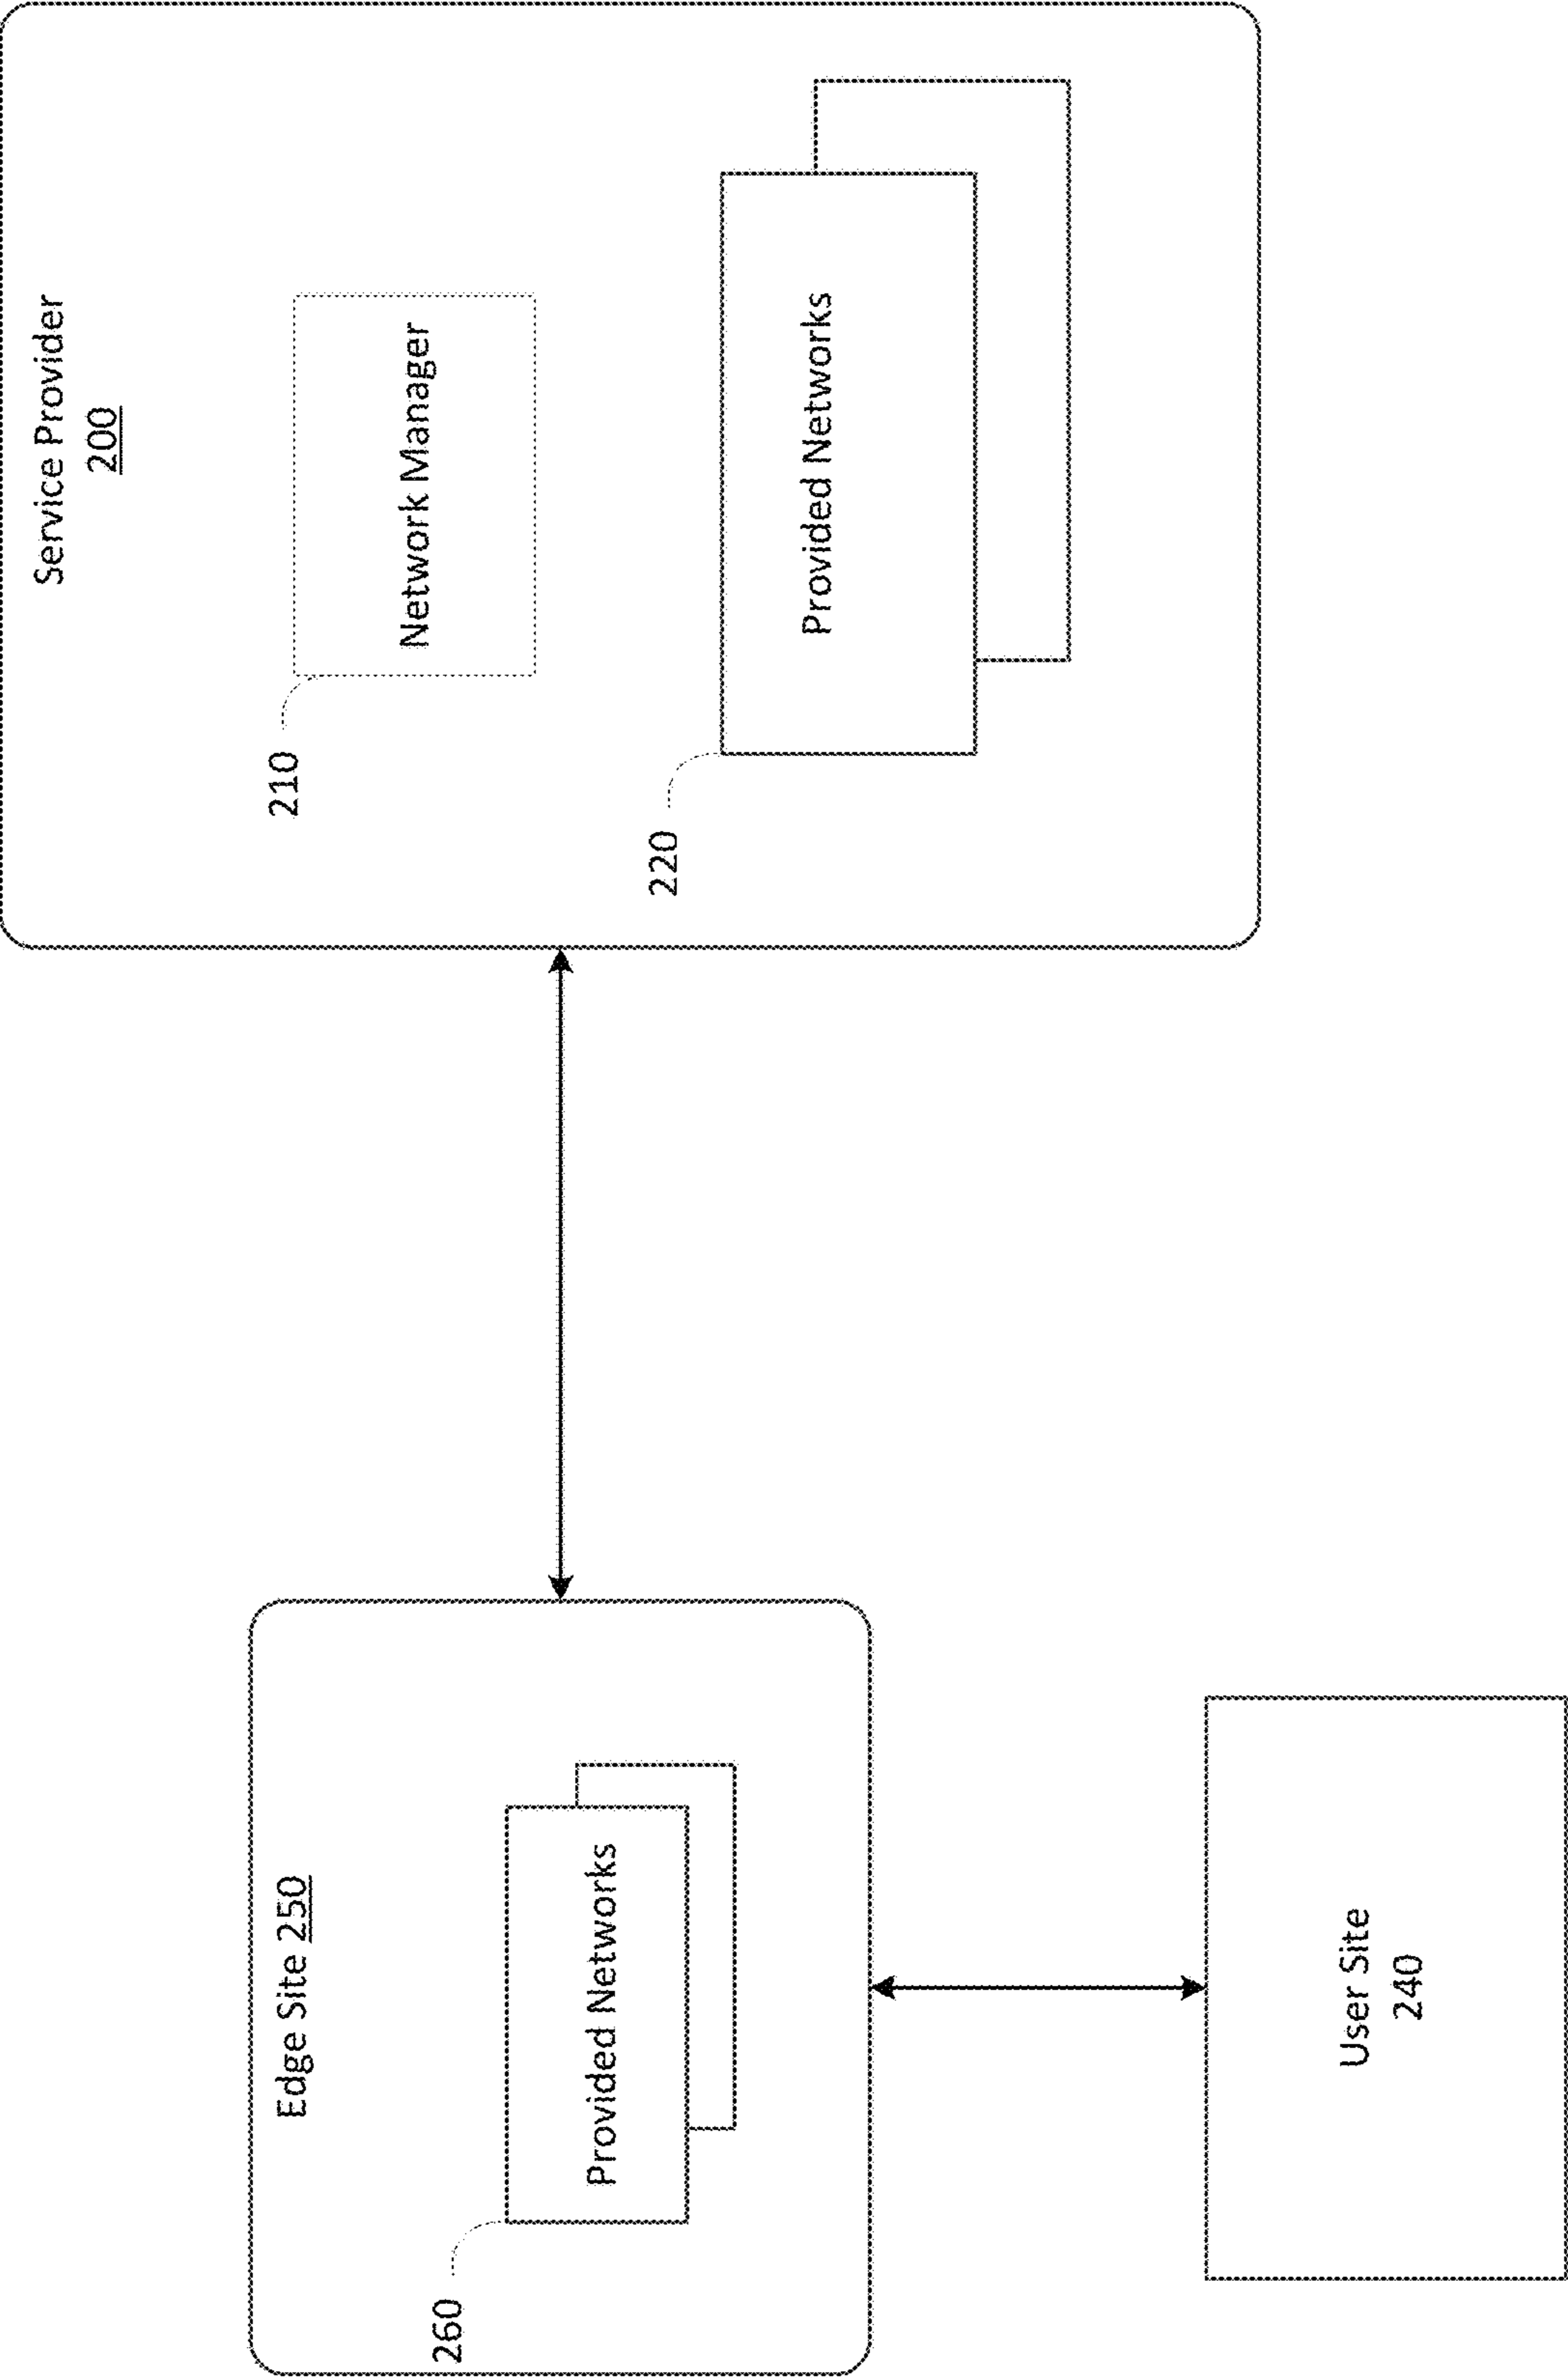 Edge Site 250
260
Provided Networks
User Site
240
Service Provider
200
210
Network Manager
220
Provided Networks